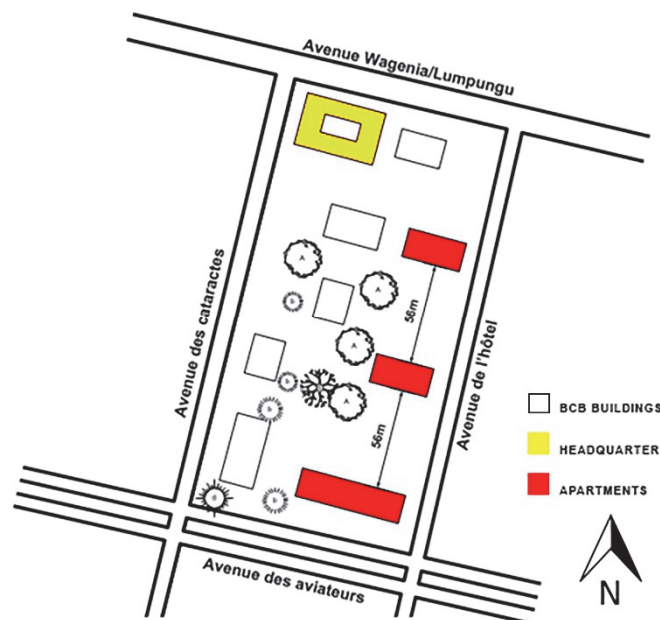 Avenue Wagenia/Lumpungu
Avenue des cataractes
A
A
b
56m
A
b
A
b
56m
b
Avenue de l'hôtel
BCB BUILDINGS
HEADQUARTER
APARTMENTS
N
Avenue des aviateurs